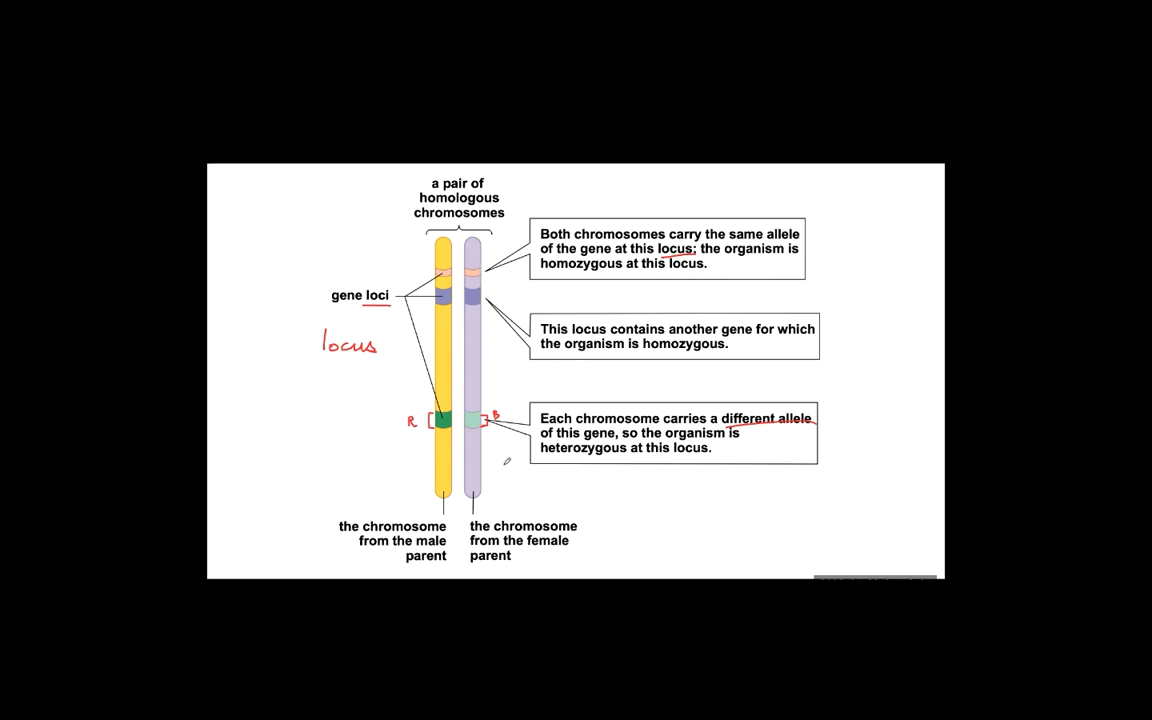 a pair of
homologous
chromosomes
Both chromosomes carry the same allele
of the gene at this locus; the organism is
homozygous at this locus.
gene loci
This locus contains another gene for which
the organism is homozygous.
locus
R
B
Each chromosome carries a different allele
of this gene, so the organism is
heterozygous at this locus.
the chromosome
from the male
parent
the chromosome
from the female
parent